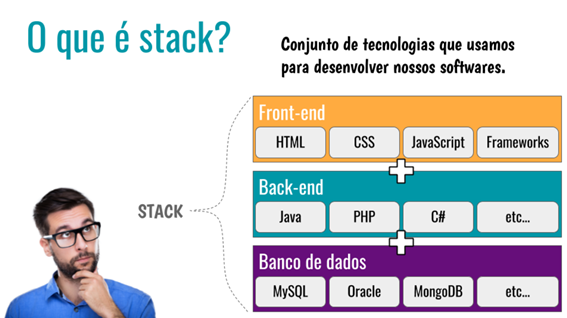 O que é stack?
Conjunto de tecnologias que usamos
para desenvolver nossos softwares.
STACK
Front-end
HTML CSS JavaScript Frameworks
Back-end
Java PHP C# etc...
Banco de dados
MySQL Oracle MongoDB etc...